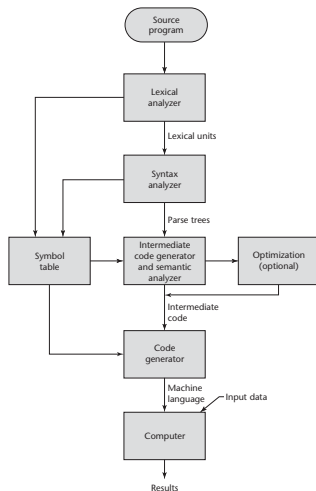 Source
program
Lexical
analyzer
Lexical units
Syntax
analyzer
Parse trees
Symbol
table
Intermediate
code generator
and semantic
analyzer
Optimization
(optional)
Intermediate
code
Code
generator
Machine
language
Input data
Computer
Results